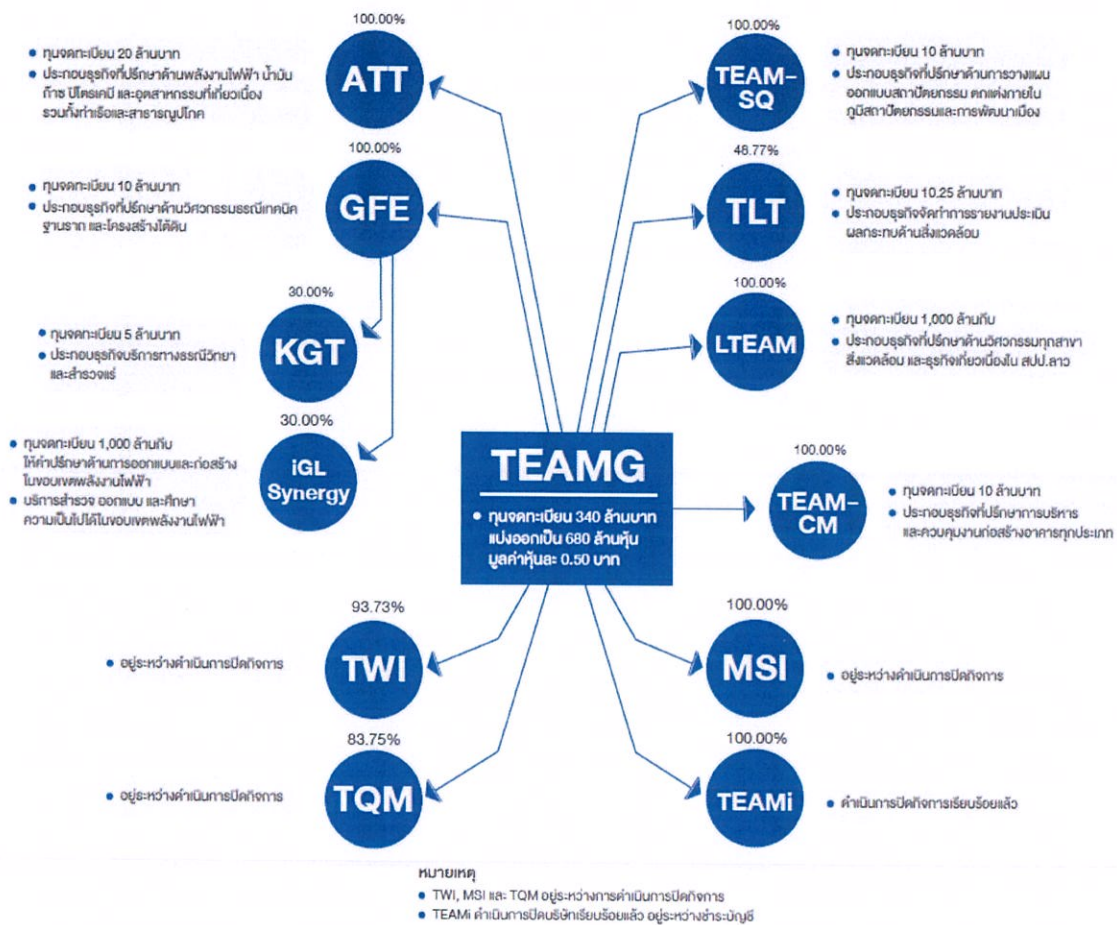 100.00%
ATT
● ทุนจดทะเบียน 20 ล้านบาท
● ประกอบธุรกิจที่ปรึกษาด้านพลังงานไฟฟ้า น้ำมัน
ก๊าซ ปิโตรเคมี และอุตสาหกรรมที่เกี่ยวเนื่อง
รวมทั้งท่าเรือและสาธารณูปโภค
100.00%
GFE
● ทุนจดทะเบียน 10 ล้านบาท
● ประกอบธุรกิจที่ปรึกษาด้านวิศวกรรมธรณีเทคนิค
ฐานราก และโครงสร้างใต้ดิน
30.00%
KGT
● ทุนจดทะเบียน 5 ล้านบาท
● ประกอบธุรกิจบริการทางธรณีวิทยา
และสำรวจแร่
30.00%
iGL
Synergy
● ทุนจดทะเบียน 1,000 ล้านกีบ
ให้คำปรึกษาด้านการออกแบบและก่อสร้าง
ในขอบเขตพลังงานไฟฟ้า
● บริการสำรวจ ออกแบบ และศึกษา
ความเป็นไปได้ในขอบเขตพลังงานไฟฟ้า
100.00%
TEAM-
SQ
● ทุนจดทะเบียน 10 ล้านบาท
● ประกอบธุรกิจที่ปรึกษาด้านการวางแผน
ออกแบบสถาปัตยกรรม ตกแต่งภายใน
ภูมิสถาปัตยกรรมและการพัฒนาเมือง
48.77%
TLT
● ทุนจดทะเบียน 10.25 ล้านบาท
● ประกอบธุรกิจจัดทำการรายงานประเมิน
ผลกระทบด้านสิ่งแวดล้อม
100.00%
LTEAM
● ทุนจดทะเบียน 1,000 ล้านกีบ
● ประกอบธุรกิจที่ปรึกษาด้านวิศวกรรมทุกสาขา
สิ่งแวดล้อม และธุรกิจเกี่ยวเนื่องใน สปป.ลาว
TEAMG
● ทุนจดทะเบียน 340 ล้านบาท
แบ่งออกเป็น 680 ล้านหุ้น
มูลค่าหุ้นละ 0.50 บาท
100.00%
TEAM-
CM
● ทุนจดทะเบียน 10 ล้านบาท
● ประกอบธุรกิจที่ปรึกษาการบริหาร
และควบคุมงานก่อสร้างอาคารทุกประเภท
93.73%
TWI
● อยู่ระหว่างดำเนินการปิดกิจการ
83.75%
TQM
● อยู่ระหว่างดำเนินการปิดกิจการ
100.00%
MSI
● อยู่ระหว่างดำเนินการปิดกิจการ
100.00%
TEAMi
● ดำเนินการปิดกิจการเรียบร้อยแล้ว
หมายเหตุ
● TWI, MSI และ TQM อยู่ระหว่างการดำเนินการปิดกิจการ
● TEAMi ดำเนินการปิดบริษัทเรียบร้อยแล้ว อยู่ระหว่างชำระบัญชี